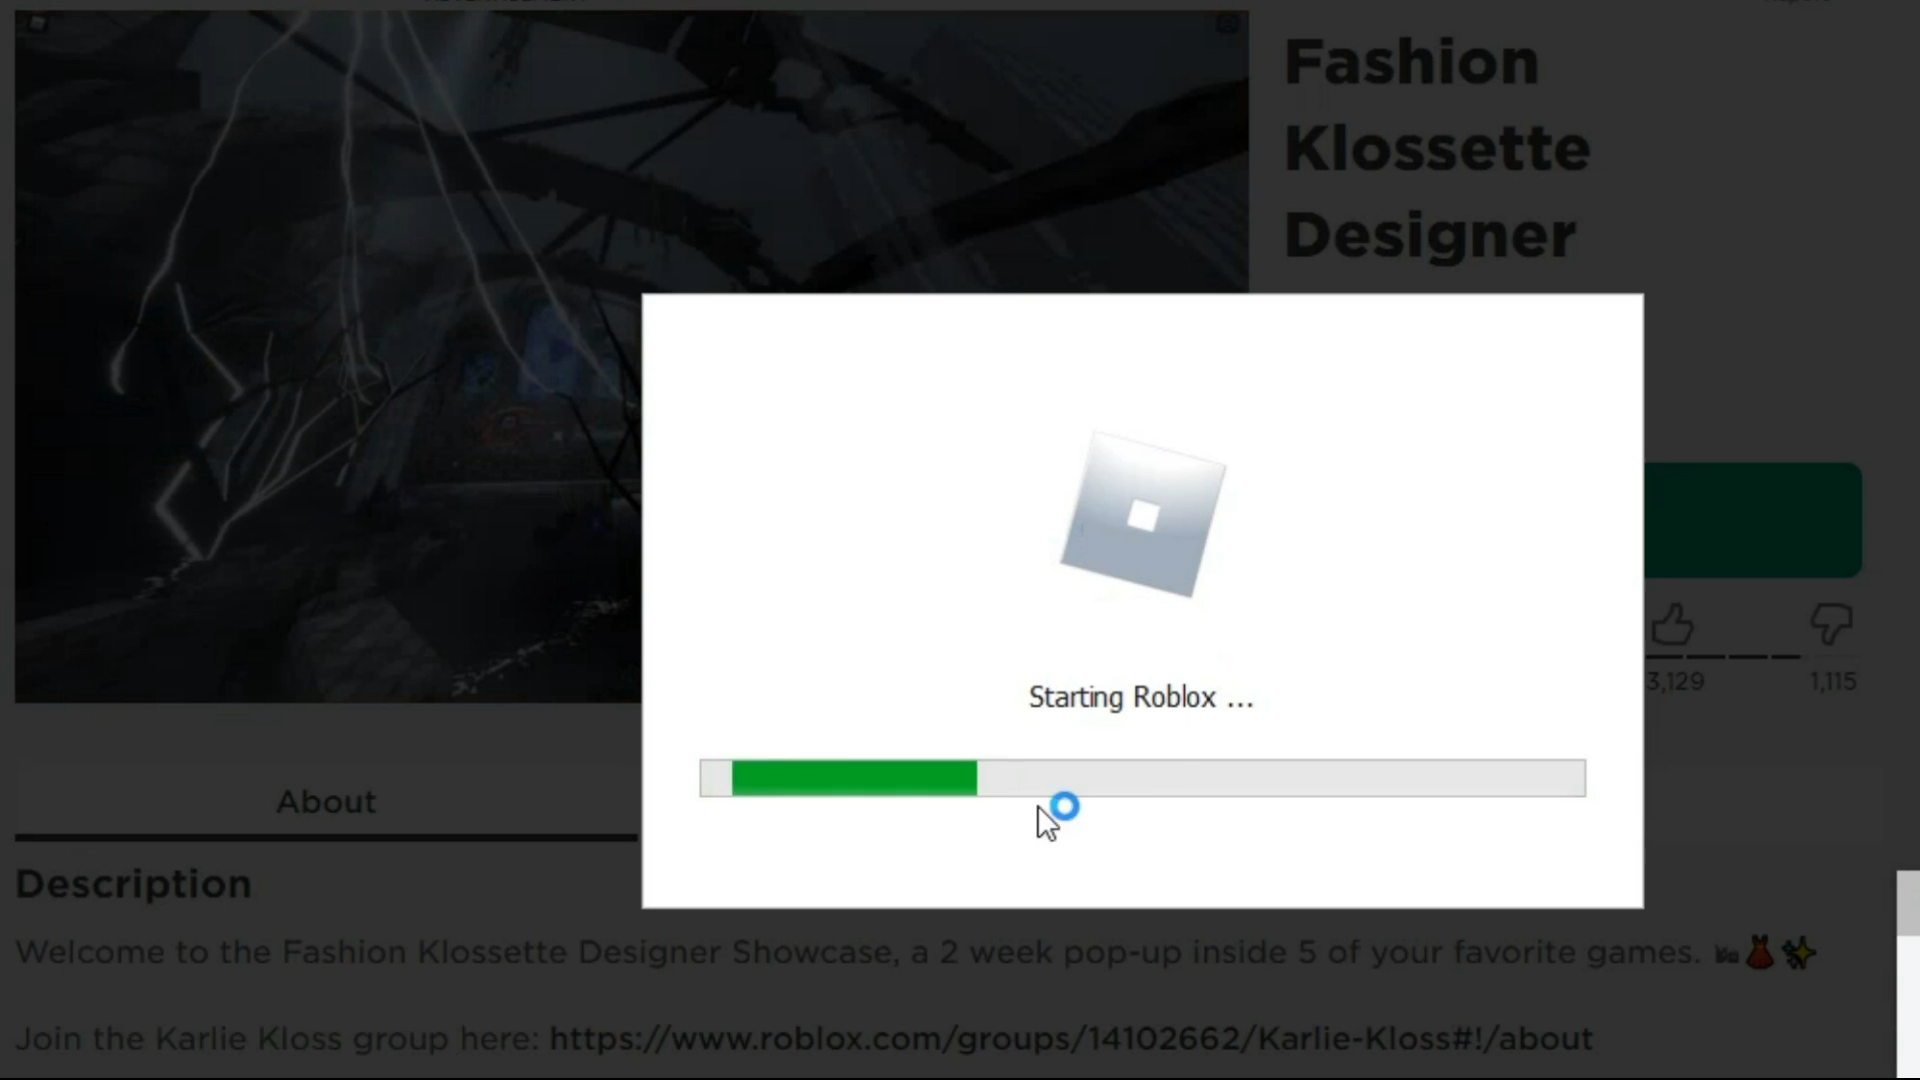 Fashion
Klossette
Designer
Starting Roblox ...
3,129
1,115
About
Description
Welcome to the Fashion Klossette Designer Showcase, a 2 week pop-up inside 5 of your favorite games.
Join the Karlie Kloss group here: https://www.roblox.com/groups/14102662/Karlie-Kloss#!/about